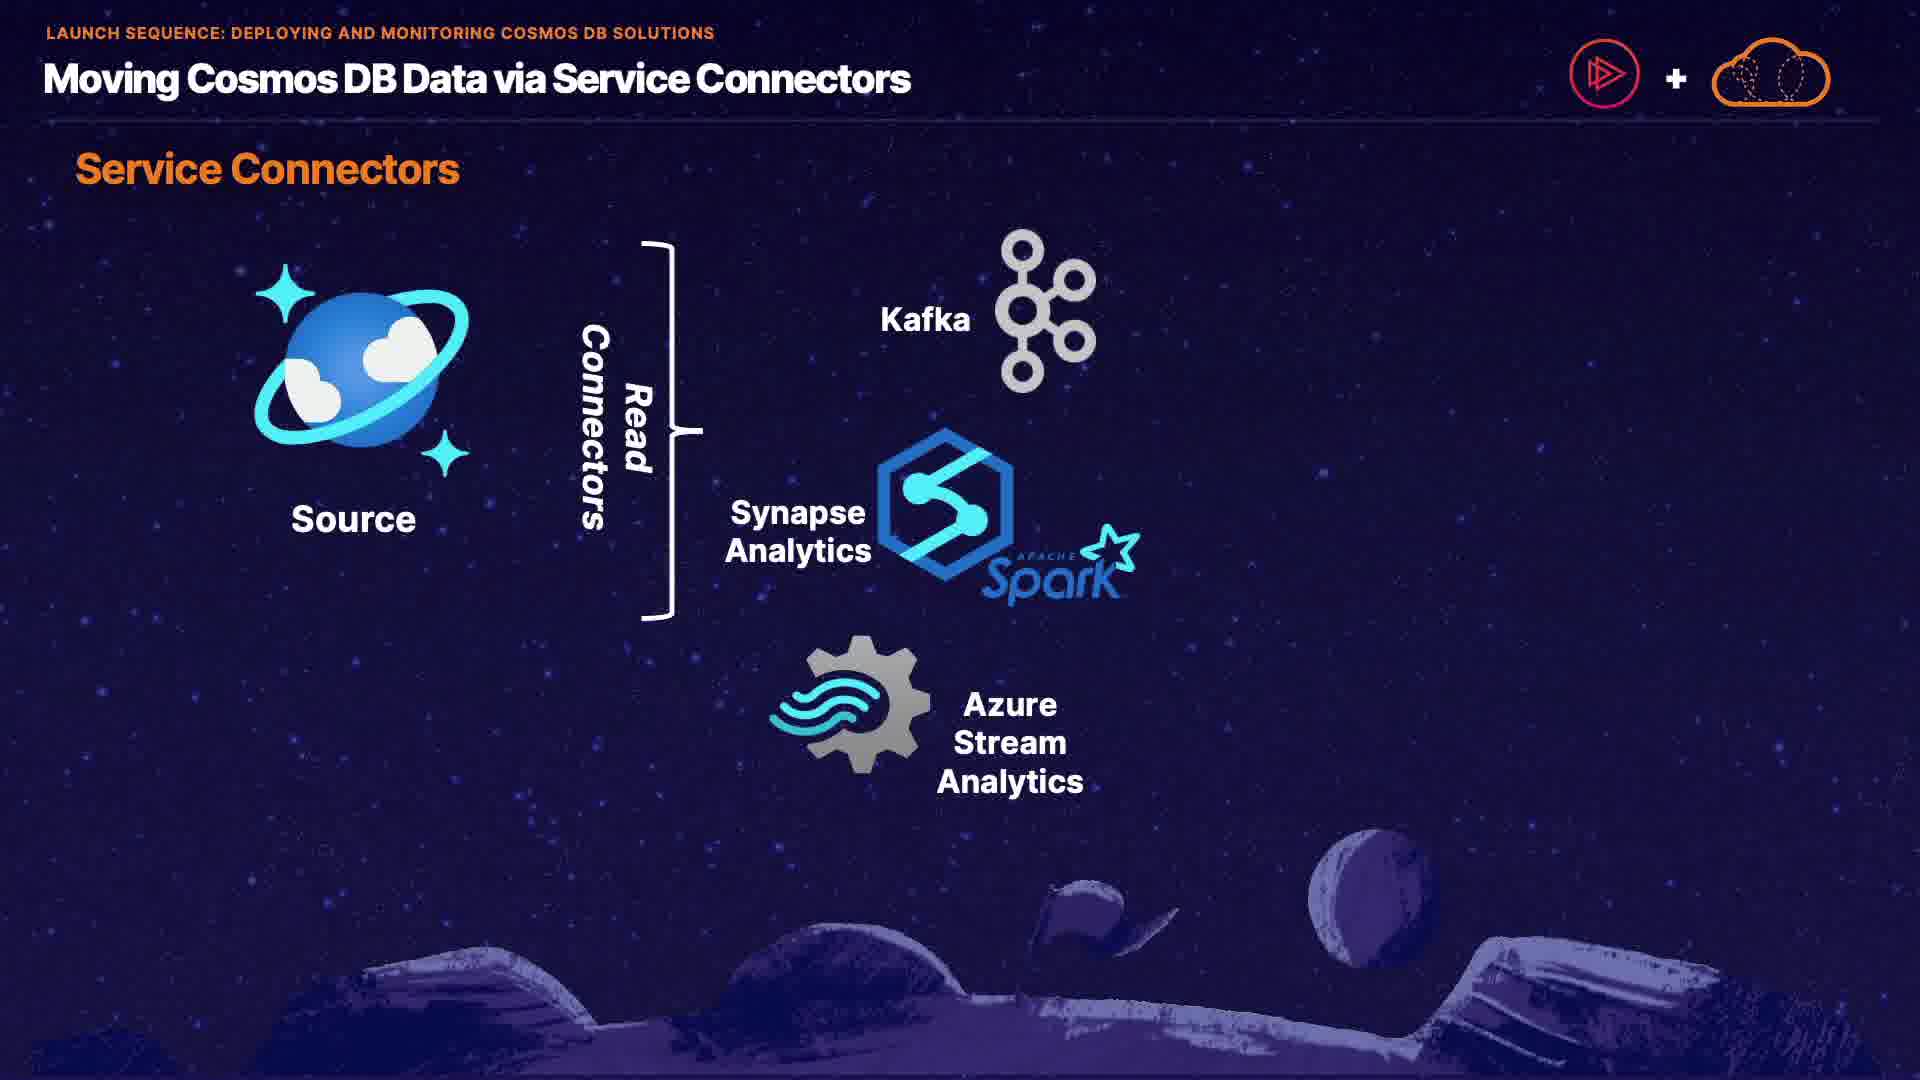 LAUNCH SEQUENCE: DEPLOYING AND MONITORING COSMOS DB SOLUTIONS
Moving Cosmos DB Data via Service Connectors
+
Service Connectors
Source
Read
Connectors
Kafka
Synapse
Analytics
APACHE
Spark
Azure
Stream
Analytics